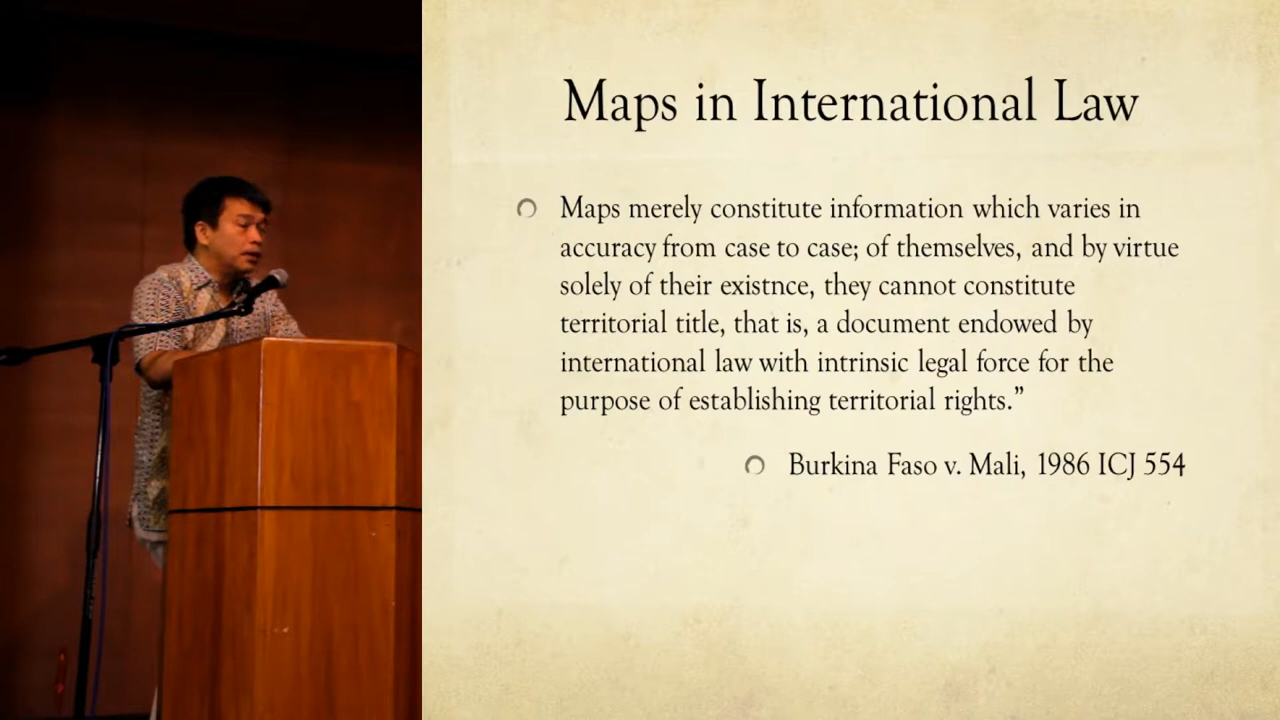 Maps in International Law
Maps merely constitute information which varies in
accuracy from case to case; of themselves, and by virtue
solely of their existnce, they cannot constitute
territorial title, that is, a document endowed by
international law with intrinsic legal force for the
purpose of establishing territorial rights.”
Burkina Faso v. Mali, 1986 ICJ 554